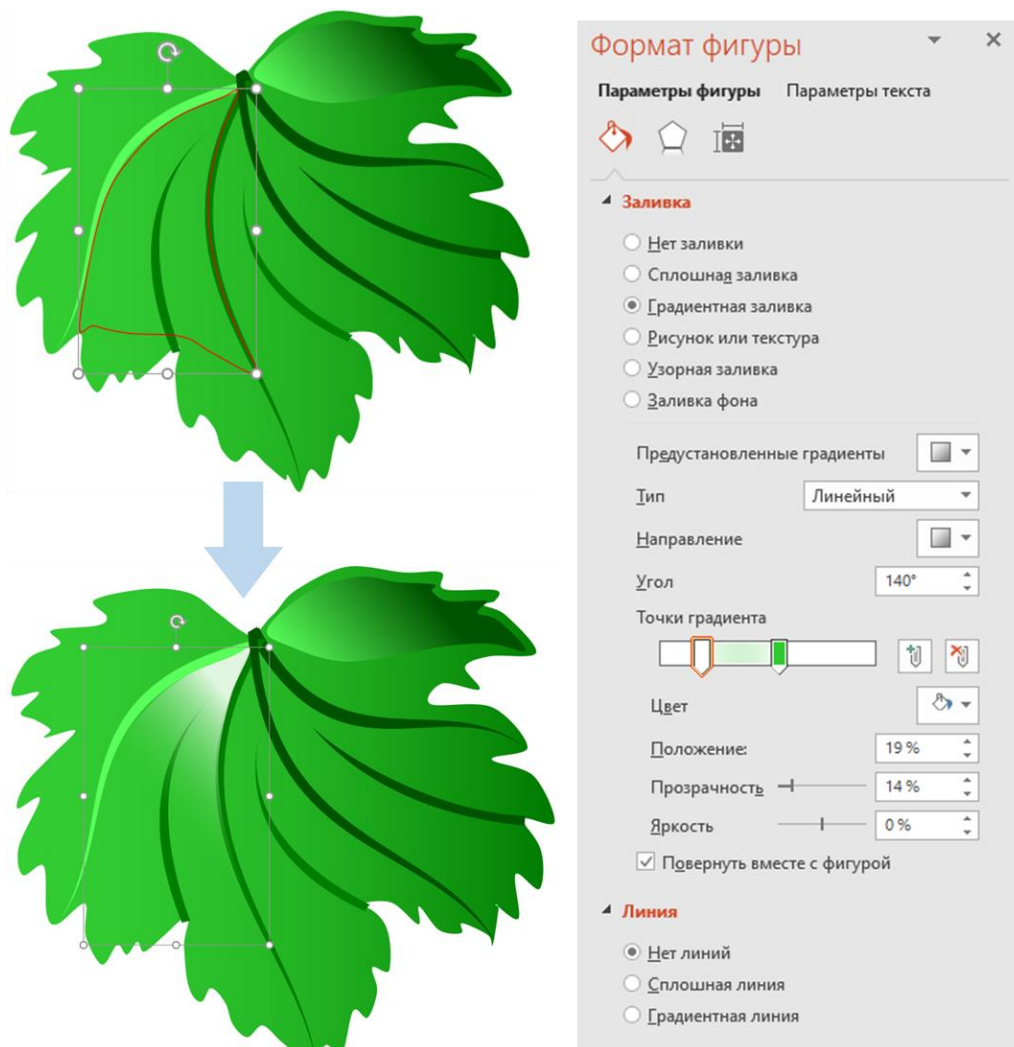 Формат фигуры
Параметры фигуры Параметры текста
Заливка
Нет заливки
Сплошная заливка
Градиентная заливка
Рисунок или текстура
Узорная заливка
Заливка фона
Предустановленные градиенты
Тип Линейный
Направление
Угол 140°
Точки градиента
Цвет
Положение: 19 %
Прозрачность 14 %
Яркость 0 %
Повернуть вместе с фигурой
Линия
Нет линий
Сплошная линия
Градиентная линия